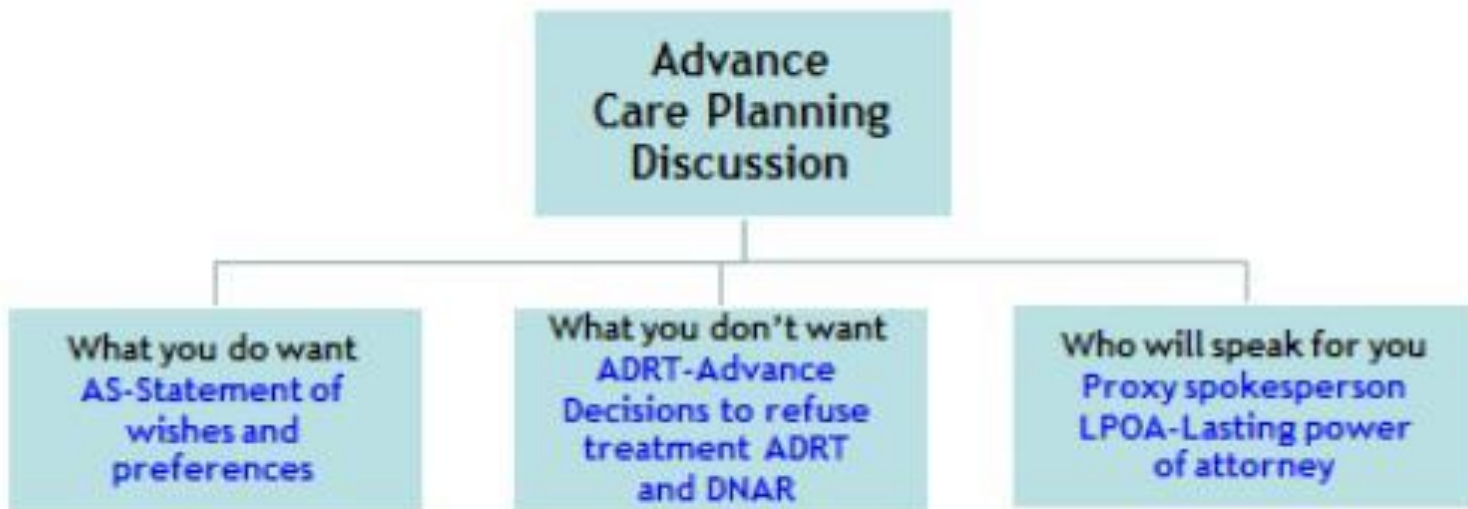 Advance
Care Planning
Discussion
What you do want
AS-Statement of
wishes and
preferences
What you don't want
ADRT-Advance
Decisions to refuse
treatment ADRT
and DNAR
Who will speak for you
Proxy spokesperson
LPOA-Lasting power
of attorney